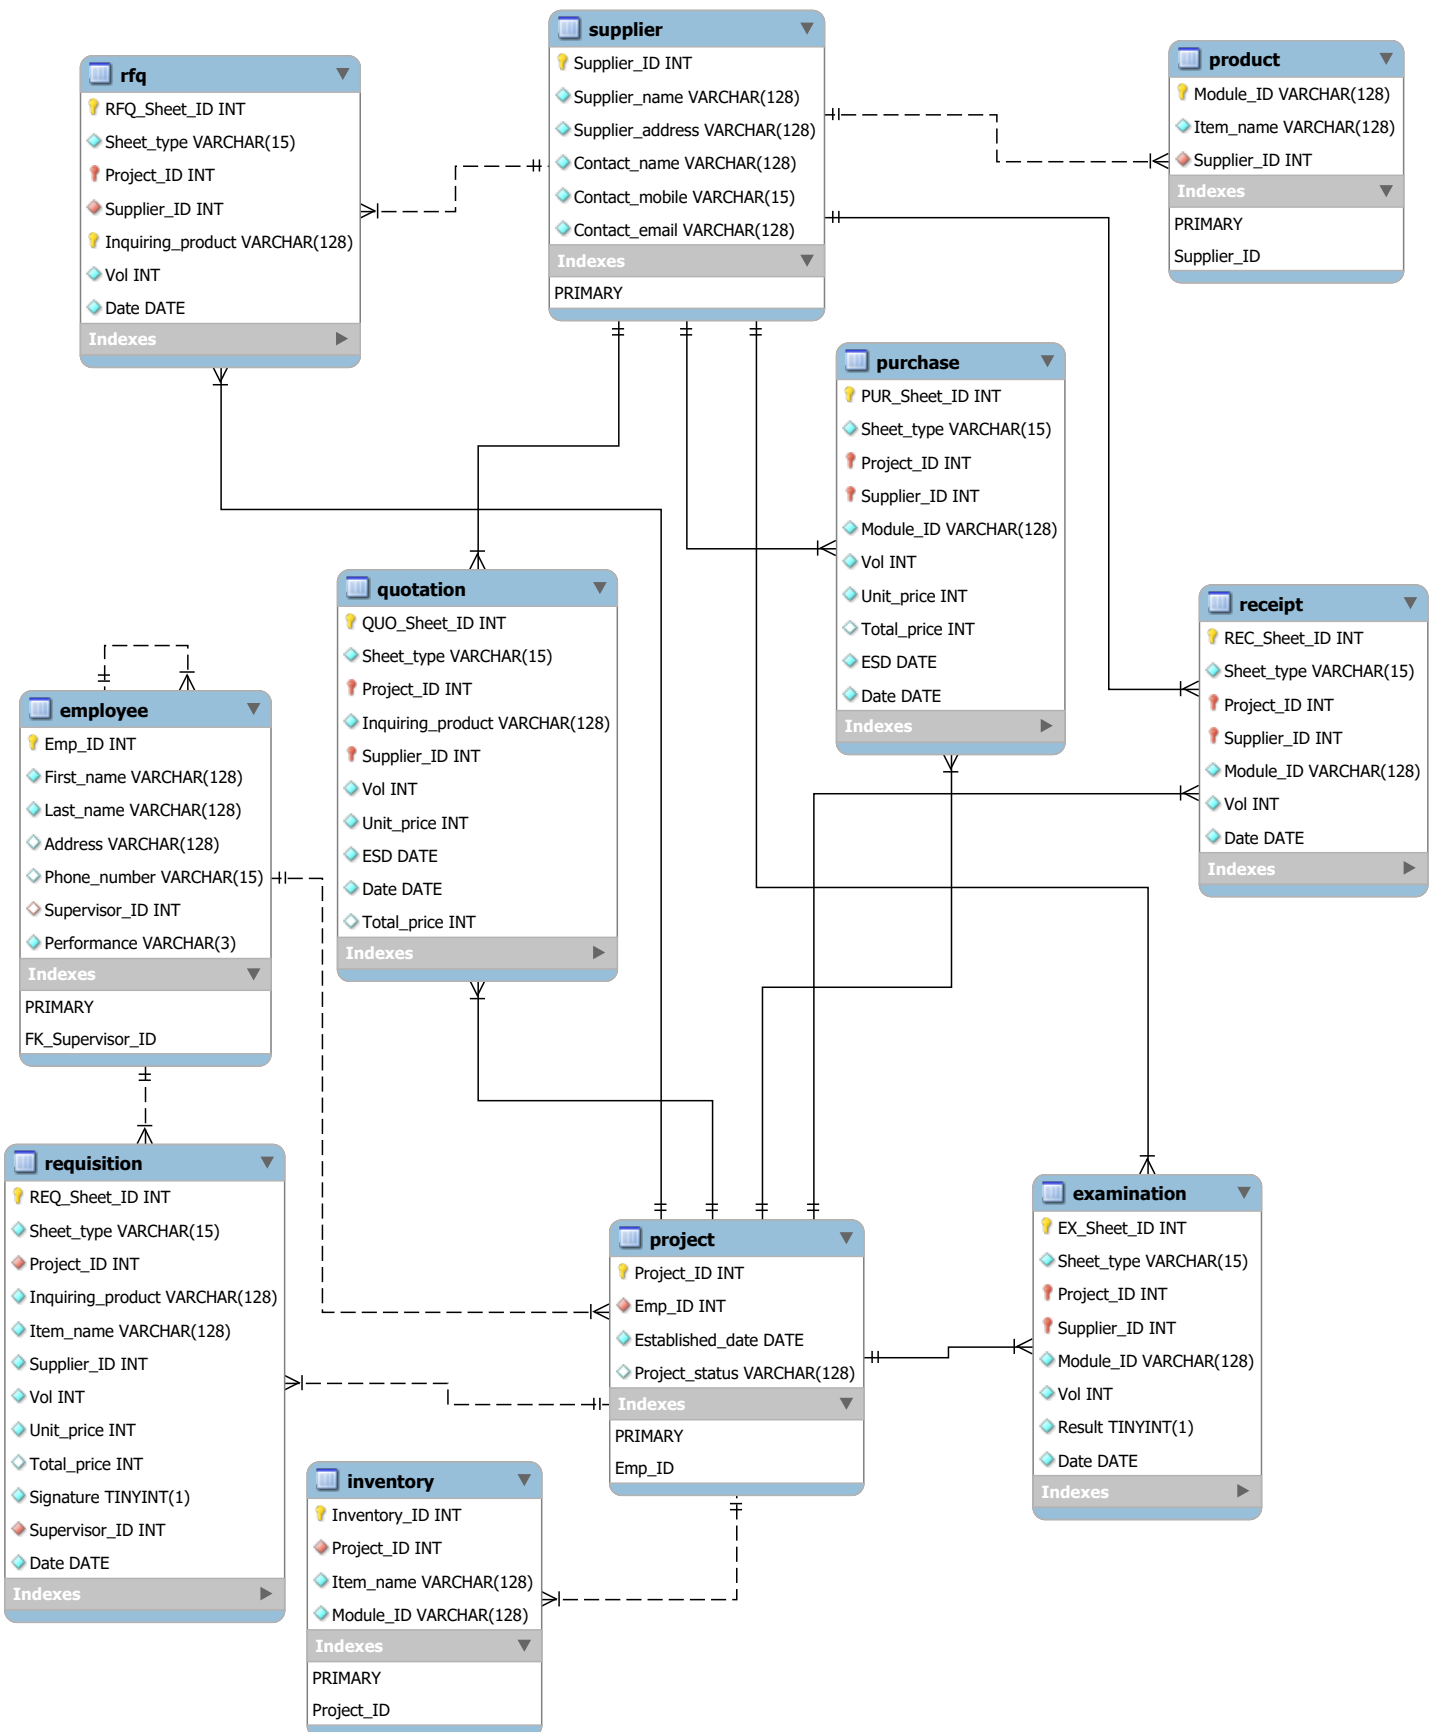 supplier
Supplier_ID INT
Supplier_name VARCHAR(128)
Supplier_address VARCHAR(128)
Contact_name VARCHAR(128)
Contact_mobile VARCHAR(15)
Contact_email VARCHAR(128)
Indexes
PRIMARY
rfq
RFQ_Sheet_ID INT
Sheet_type VARCHAR(15)
Project_ID INT
Supplier_ID INT
Inquiring_product VARCHAR(128)
Vol INT
Date DATE
Indexes
product
Module_ID VARCHAR(128)
Item_name VARCHAR(128)
Supplier_ID INT
Indexes
PRIMARY
Supplier_ID
purchase
PUR_Sheet_ID INT
Sheet_type VARCHAR(15)
Project_ID INT
Supplier_ID INT
Module_ID VARCHAR(128)
Vol INT
Unit_price INT
Total_price INT
ESD DATE
Date DATE
Indexes
quotation
QUO_Sheet_ID INT
Sheet_type VARCHAR(15)
Project_ID INT
Inquiring_product VARCHAR(128)
Supplier_ID INT
Vol INT
Unit_price INT
ESD DATE
Date DATE
Total_price INT
Indexes
receipt
REC_Sheet_ID INT
Sheet_type VARCHAR(15)
Project_ID INT
Supplier_ID INT
Module_ID VARCHAR(128)
Vol INT
Date DATE
Indexes
employee
Emp_ID INT
First_name VARCHAR(128)
Last_name VARCHAR(128)
Address VARCHAR(128)
Phone_number VARCHAR(15)
Supervisor_ID INT
Performance VARCHAR(3)
Indexes
PRIMARY
FK_Supervisor_ID
requisition
REQ_Sheet_ID INT
Sheet_type VARCHAR(15)
Project_ID INT
Inquiring_product VARCHAR(128)
Item_name VARCHAR(128)
Supplier_ID INT
Vol INT
Unit_price INT
Total_price INT
Signature TINYINT(1)
Supervisor_ID INT
Date DATE
Indexes
project
Project_ID INT
Emp_ID INT
Established_date DATE
Project_status VARCHAR(128)
Indexes
PRIMARY
Emp_ID
examination
EX_Sheet_ID INT
Sheet_type VARCHAR(15)
Project_ID INT
Supplier_ID INT
Module_ID VARCHAR(128)
Vol INT
Result TINYINT(1)
Date DATE
Indexes
inventory
Inventory_ID INT
Project_ID INT
Item_name VARCHAR(128)
Module_ID VARCHAR(128)
Indexes
PRIMARY
Project_ID